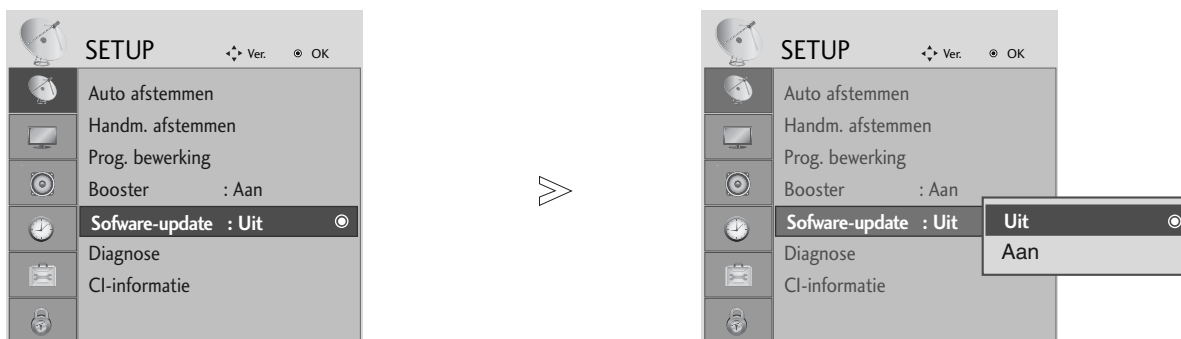 SETUP Ver. OK
Auto afstemmen
Handm. afstemmen
Prog. bewerking
Booster : Aan
Sofware-update : Uit
Diagnose
CI-informatie
SETUP Ver. OK
Auto afstemmen
Handm. afstemmen
Prog. bewerking
Booster : Aan
Sofware-update : Uit
Diagnose
CI-informatie
Uit
Aan